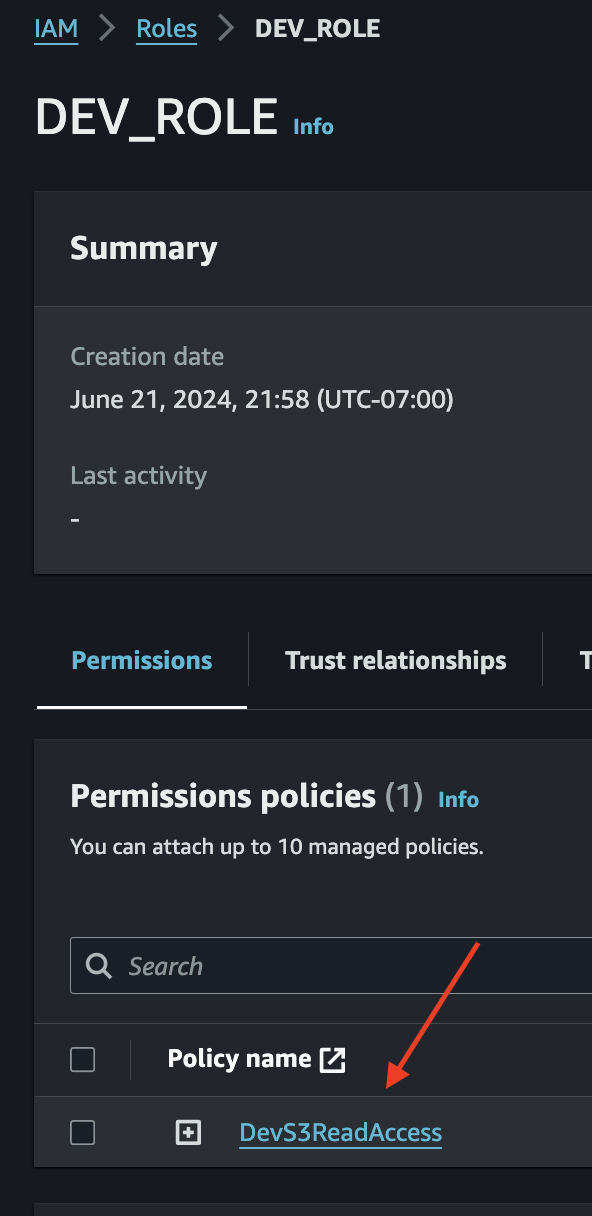 IAM > Roles > DEV_ROLE
DEV_ROLE Info
Summary
Creation date
June 21, 2024, 21:58 (UTC-07:00)
Last activity
-
Permissions Trust relationships T
Permissions policies (1) Info
You can attach up to 10 managed policies.
Search
Policy name
DevS3ReadAccess